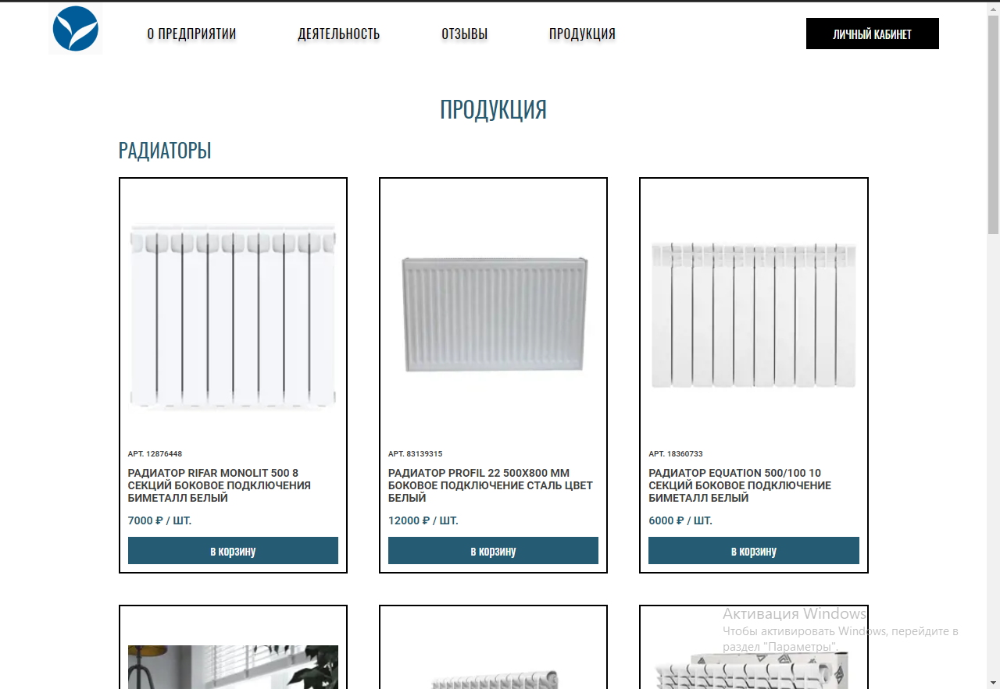 О ПРЕДПРИЯТИИ ДЕЯТЕЛЬНОСТЬ ОТЗЫВЫ ПРОДУКЦИЯ ЛИЧНЫЙ КАБИНЕТ
ПРОДУКЦИЯ
РАДИАТОРЫ
АРТ. 12876448
РАДИАТОР RIFAR MONOLIT 500 8
СЕКЦИЙ БОКОВОЕ ПОДКЛЮЧЕНИЯ
БИМЕТАЛЛ БЕЛЫЙ
7000 ₽ / ШТ.
в корзину
АРТ. 83139315
РАДИАТОР PROFIL 22 500X800 ММ
БОКОВОЕ ПОДКЛЮЧЕНИЕ СТАЛЬ ЦВЕТ
БЕЛЫЙ
12000 ₽ / ШТ.
в корзину
АРТ. 18360733
РАДИАТОР EQUATION 500/100 10
СЕКЦИЙ БОКОВОЕ ПОДКЛЮЧЕНИЕ
БИМЕТАЛЛ БЕЛЫЙ
6000 ₽ / ШТ.
в корзину
Активация Windows
Чтобы активировать Windows, перейдите в
раздел "Параметры".